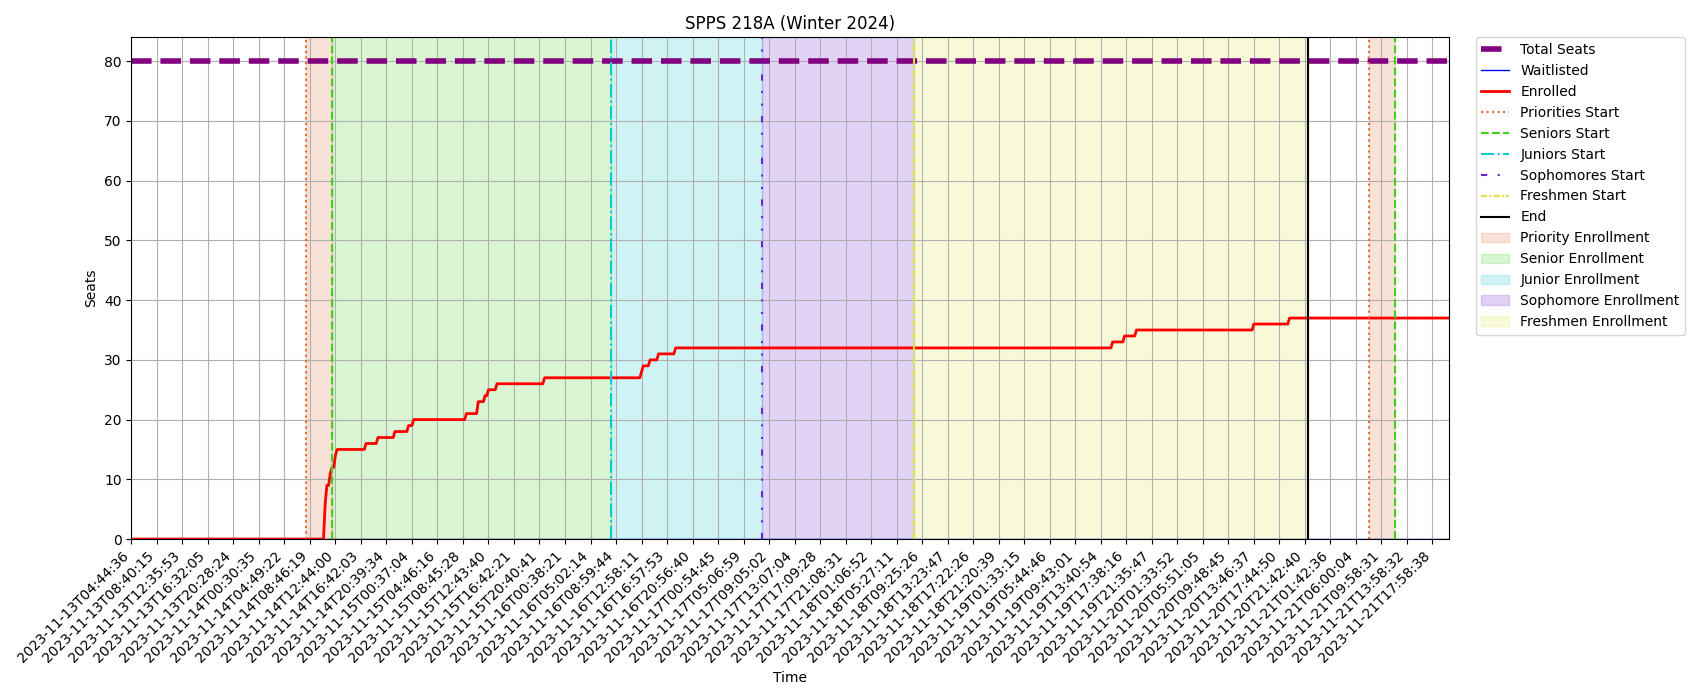 SPPS 218A (Winter 2024)
80
70
60
50
40
30
20
10
0
Seats
2023-11-13T04:44:36
2023-11-13T08:40:15
2023-11-13T12:35:53
2023-11-13T16:32:05
2023-11-13T20:28:24
2023-11-14T00:30:35
2023-11-14T04:49:22
2023-11-14T08:46:19
2023-11-14T12:44:00
2023-11-14T16:42:03
2023-11-14T20:39:34
2023-11-15T00:37:04
2023-11-15T04:46:16
2023-11-15T08:45:28
2023-11-15T12:43:40
2023-11-15T16:42:21
2023-11-15T20:40:41
2023-11-16T00:38:21
2023-11-16T05:02:14
2023-11-16T08:59:44
2023-11-16T12:58:11
2023-11-16T16:57:53
2023-11-16T20:56:40
2023-11-17T00:54:45
2023-11-17T05:06:59
2023-11-17T09:05:02
2023-11-17T13:07:04
2023-11-17T17:09:28
2023-11-17T21:08:31
2023-11-18T01:06:52
2023-11-18T05:27:11
2023-11-18T09:25:26
2023-11-18T13:23:47
2023-11-18T17:22:26
2023-11-18T21:20:39
2023-11-19T01:33:15
2023-11-19T05:44:46
2023-11-19T09:43:01
2023-11-19T13:40:54
2023-11-19T17:38:16
2023-11-19T21:35:47
2023-11-20T01:33:52
2023-11-20T05:51:05
2023-11-20T09:48:45
2023-11-20T13:46:37
2023-11-20T17:44:50
2023-11-20T21:42:40
2023-11-21T01:42:36
2023-11-21T06:00:04
2023-11-21T09:58:31
2023-11-21T13:58:32
2023-11-21T17:58:38
Time
Total Seats
Waitlisted
Enrolled
Priorities Start
Seniors Start
Juniors Start
Sophomores Start
Freshmen Start
End
Priority Enrollment
Senior Enrollment
Junior Enrollment
Sophomore Enrollment
Freshmen Enrollment